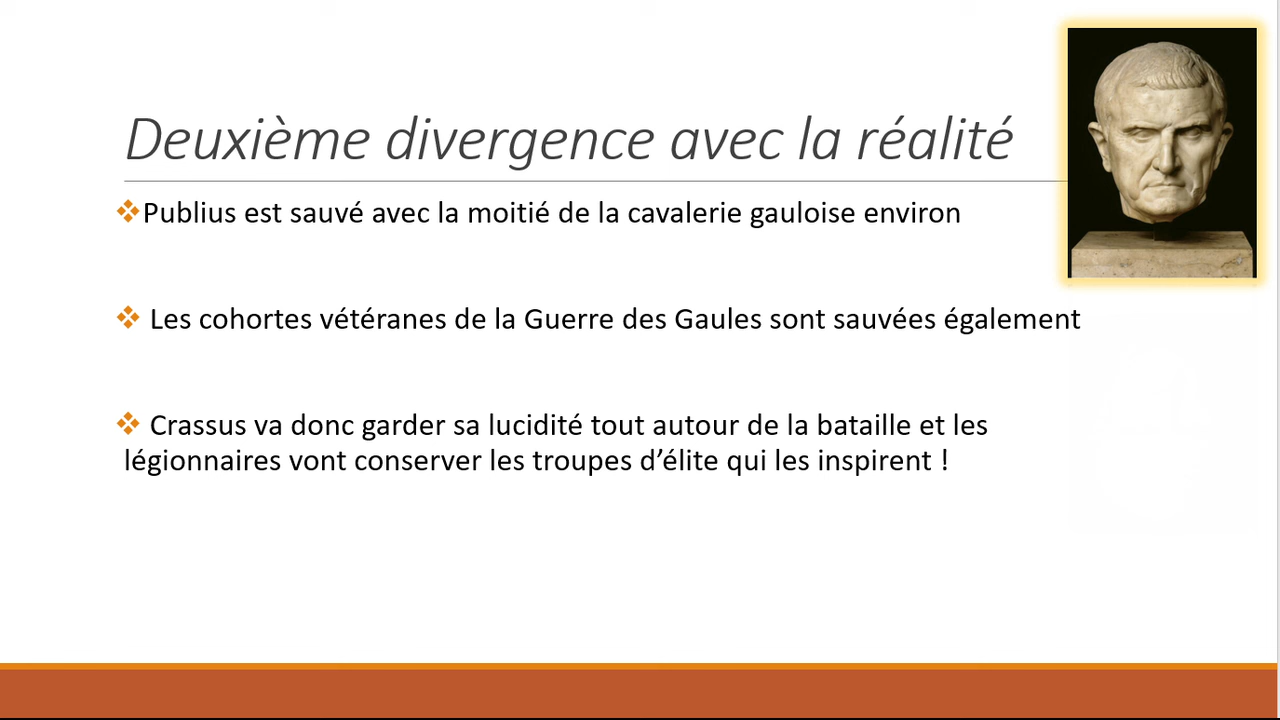 Deuxième divergence avec la réalité
Publius est sauvé avec la moitié de la cavalerie gauloise environ
Les cohortes vétéranes de la Guerre des Gaules sont sauvées également
Crassus va donc garder sa lucidité tout autour de la bataille et les
légionnaires vont conserver les troupes d’élite qui les inspirent !